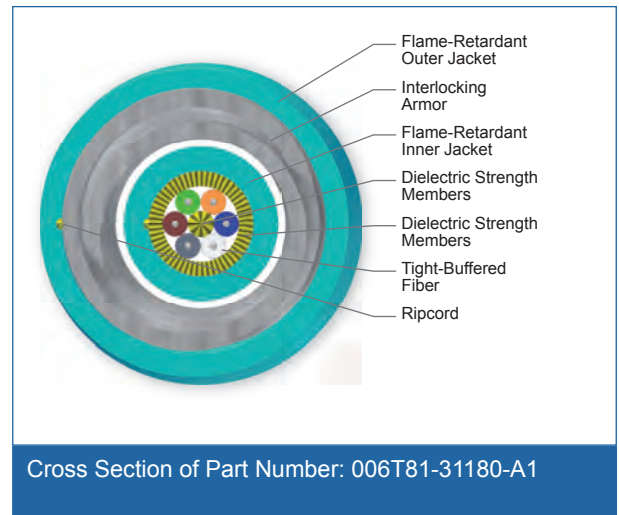 Flame-Retardant
Outer Jacket
Interlocking
Armor
Flame-Retardant
Inner Jacket
Dielectric Strength
Members
Dielectric Strength
Members
Tight-Buffered
Fiber
Ripcord
Cross Section of Part Number: 006T81-31180-A1